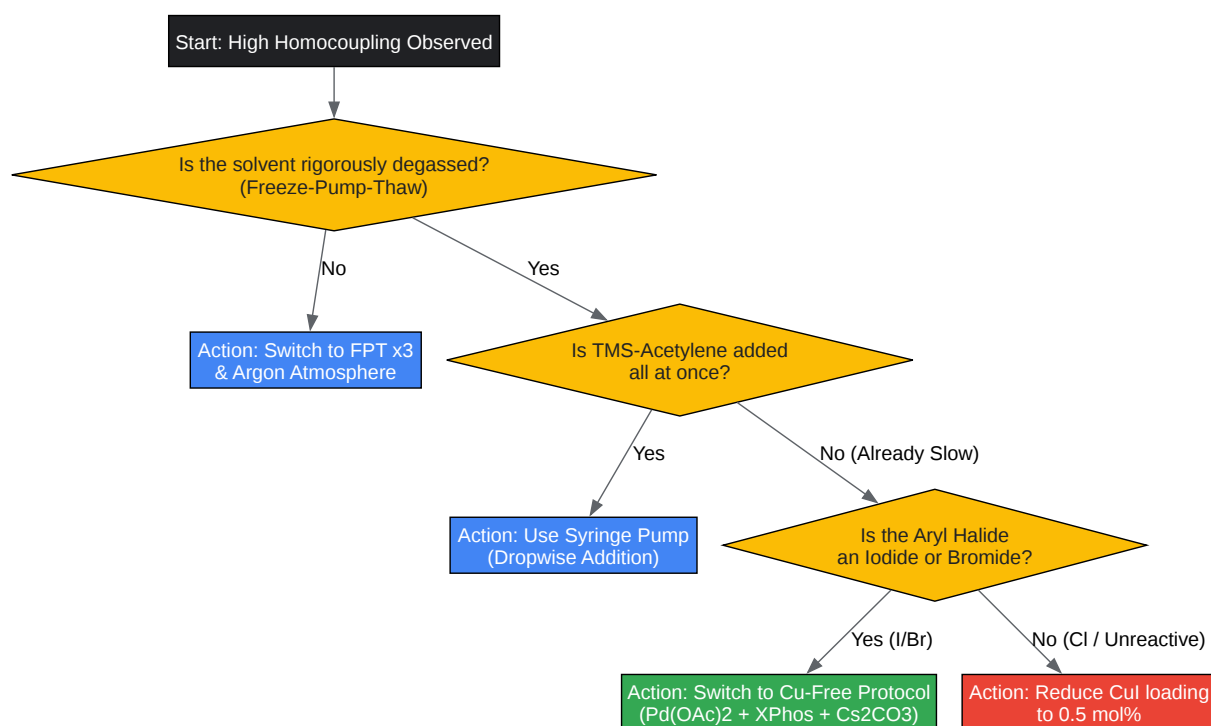 Start: High Homocoupling Observed
Is the solvent rigorously degassed?
(Freeze-Pump-Thaw)
No
Yes
Action: Switch to FPT x3
& Argon Atmosphere
Is TMS-Acetylene added
all at once?
Yes
No (Already Slow)
Action: Use Syringe Pump
(Dropwise Addition)
Is the Aryl Halide
an Iodide or Bromide?
Yes (I/Br)
No (Cl / Unreactive)
Action: Switch to Cu-Free Protocol
(Pd(OAc)2 + XPhos + Cs2CO3)
Action: Reduce CuI loading
to 0.5 mol%